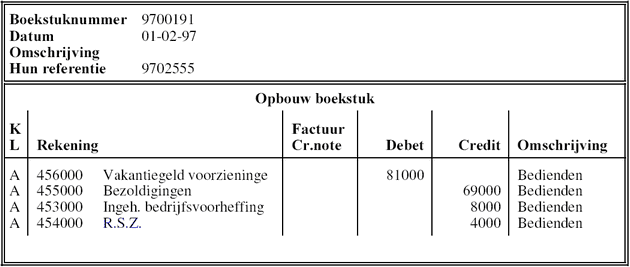 Boekstuknummer 9700191
Datum 01-02-97
Omschrijving
Hun referentie 9702555
Opbouw boekstuk
K Factuur
L Rekening Cr.note Debet Credit Omschrijving
A 456000 Vakantiegeld voorzieninge 81000 Bedienden
A 455000 Bezoldigingen 69000 Bedienden
A 453000 Ingeh. bedrijfsvoorheffing 8000 Bedienden
A 454000 R.S.Z. 4000 Bedienden